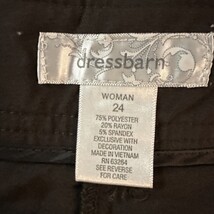 dressbarn
WOMAN
24
75% POLYESTER
20% RAYON
5% SPANDEX
EXCLUSIVE WITH
DECORATION
MADE IN VIETNAM
RN 63264
SEE REVERSE
FOR CARE